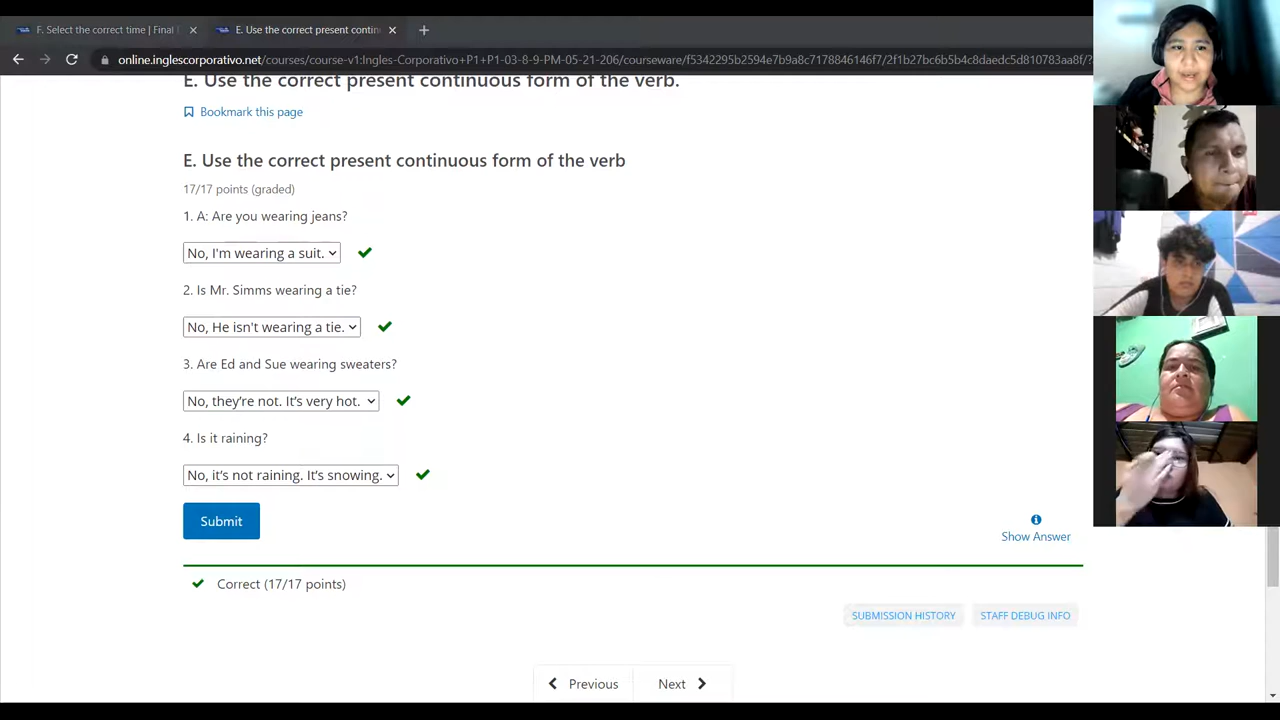 F. Select the correct time | Final
E. Use the correct present contin
online.inglescorporativo.net/courses/course-v1:Ingles-Corporativo+P1+P1-03-8-9-PM-05-21-206/courseware/f5342295b2594e7b9a8c7178846146f7/2f1b27bc6b5b4c8daedc5d810783aa8f/?
E. Use the correct present continuous form of the verb.
Bookmark this page
E. Use the correct present continuous form of the verb
17/17 points (graded)
1. A: Are you wearing jeans?
No, I'm wearing a suit.
2. Is Mr. Simms wearing a tie?
No, He isn't wearing a tie.
3. Are Ed and Sue wearing sweaters?
No, they’re not. It’s very hot.
4. Is it raining?
No, it’s not raining. It’s snowing.
Submit
Show Answer
Correct (17/17 points)
SUBMISSION HISTORY
STAFF DEBUG INFO
Previous
Next